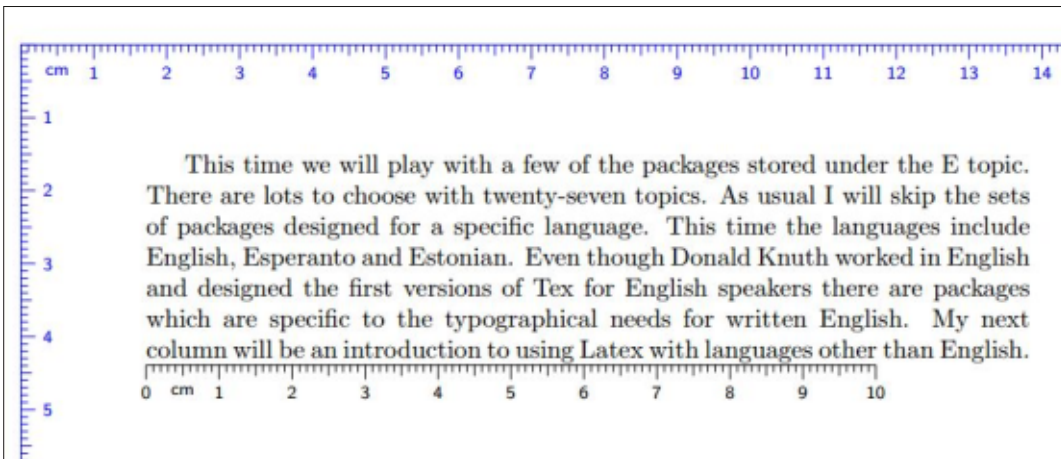 cm 1 2 3 4 5 6 7 8 9 10 11 12 13 14
1
This time we will play with a few of the packages stored under the E topic.
2
There are lots to choose with twenty-seven topics. As usual I will skip the sets
of packages designed for a specific language. This time the languages include
3
English, Esperanto and Estonian. Even though Donald Knuth worked in English
and designed the first versions of Tex for English speakers there are packages
which are specific to the typographical needs for written English. My next
4
column will be an introduction to using Latex with languages other than English.
0 cm 1 2 3 4 5 6 7 8 9 10
5